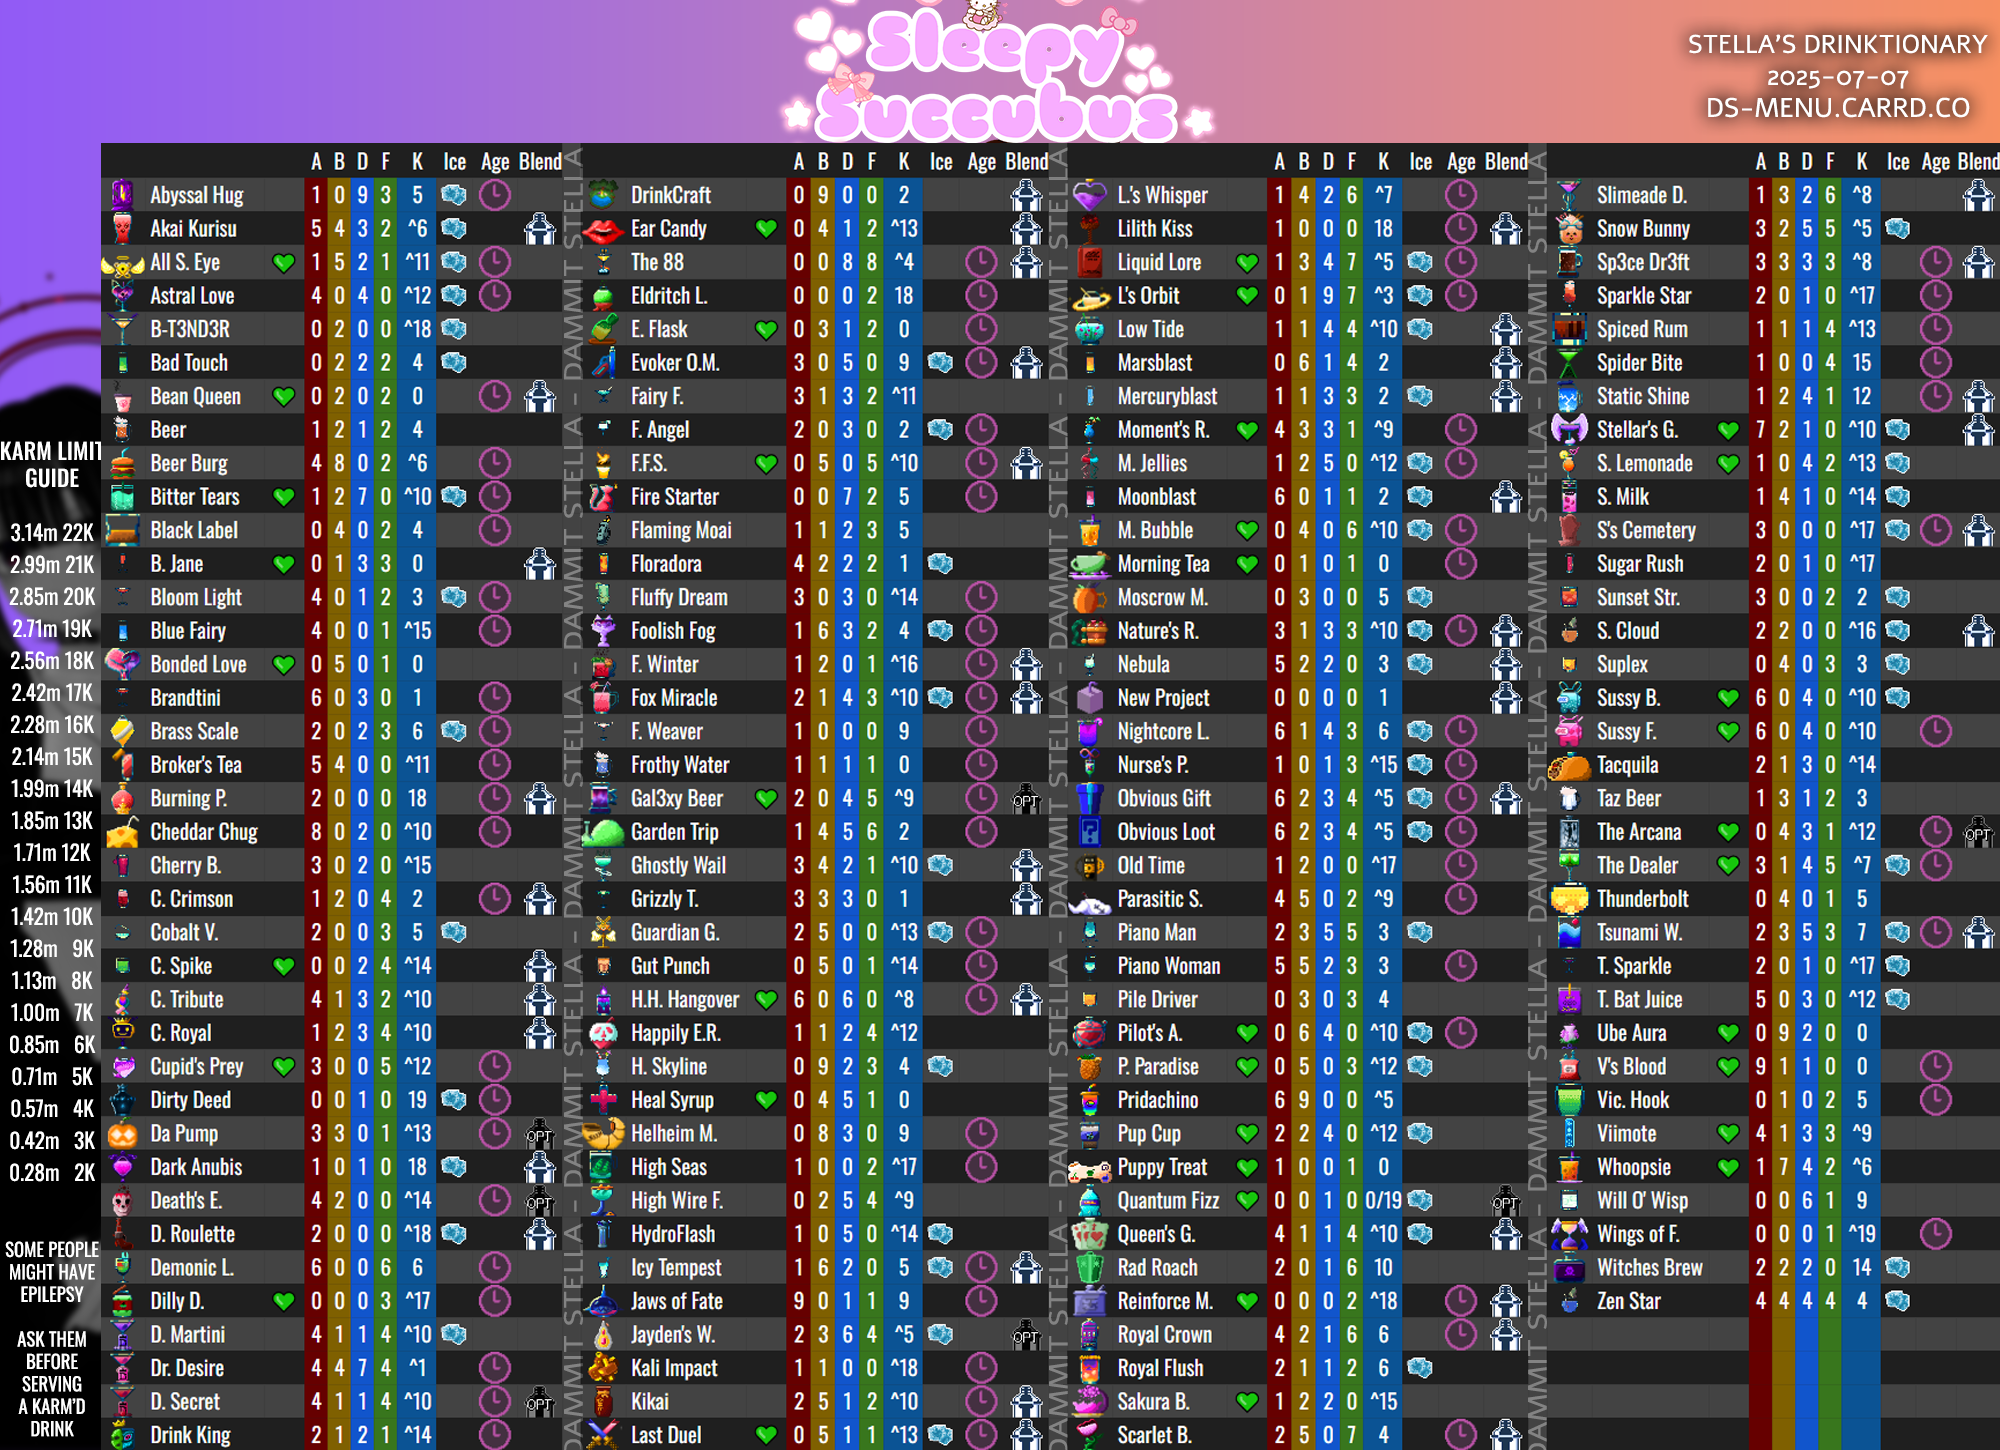 Sleepy
Succubus
STELLA'S DRINKTIONARY
2025-07-07
DS-MENU.CARRD.CO
KARM LIMIT
GUIDE
3.14m 22K
2.99m 21K
2.85m 20K
2.71m 19K
2.56m 18K
2.42m 17K
2.28m 16K
2.14m 15K
1.99m 14K
1.85m 13K
1.71m 12K
1.56m 11K
1.42m 10K
1.28m 9K
1.13m 8K
1.00m 7K
0.85m 6K
0.71m 5K
0.57m 4K
0.42m 3K
0.28m 2K
SOME PEOPLE
MIGHT HAVE
EPILEPSY
ASK THEM
BEFORE
SERVING
A KARM'D
DRINK
A B D F K Ice Age Blend
Abyssal Hug 1 0 9 3 5
Akai Kurisu 5 4 3 2 ^6
All S. Eye 1 5 2 1 ^11
Astral Love 4 0 4 0 ^12
B-T3ND3R 0 2 0 0 ^18
Bad Touch 0 2 2 2 4
Bean Queen 0 2 0 2 0
Beer 1 2 1 2 4
Beer Burg 4 8 0 2 ^6
Bitter Tears 1 2 7 0 ^10
Black Label 0 4 0 2 4
B. Jane 0 1 3 3 0
Bloom Light 4 0 1 2 3
Blue Fairy 4 0 0 1 ^15
Bonded Love 0 5 0 1 0
Brandtini 6 0 3 0 1
Brass Scale 2 0 2 3 6
Broker's Tea 5 4 0 0 ^11
Burning P. 2 0 0 0 18
Cheddar Chug 8 0 2 0 ^10
Cherry B. 3 0 2 0 ^15
C. Crimson 1 2 0 4 2
Cobalt V. 2 0 0 3 5
C. Spike 0 0 2 4 ^14
C. Tribute 4 1 3 2 ^10
C. Royal 1 2 3 4 ^10
Cupid's Prey 3 0 0 5 ^12
Dirty Deed 0 0 1 0 19
Da Pump 3 3 0 1 ^13 OPT
Dark Anubis 1 0 1 0 18
Death's E. 4 2 0 0 ^14 OPT
D. Roulette 2 0 0 0 ^18
Demonic L. 6 0 0 6 6
Dilly D. 0 0 0 3 ^17
D. Martini 4 1 1 4 ^10
Dr. Desire 4 4 7 4 ^1
D. Secret 4 1 1 4 ^10 OPT
Drink King 2 1 2 1 ^14
DAMMIT STELLA - DAMMIT STELLA - DAMMIT STELLA - DAMMIT STELLA
A B D F K Ice Age Blend
DrinkCraft 0 9 0 0 2
Ear Candy 0 4 1 2 ^13
The 88 0 0 8 8 ^4
Eldritch L. 0 0 0 2 18
E. Flask 0 3 1 2 0
Evoker O.M. 3 0 5 0 9
Fairy F. 3 1 3 2 ^11
F. Angel 2 0 3 0 2
F.F.S. 0 5 0 5 ^10
Fire Starter 0 0 7 2 5
Flaming Moai 1 1 2 3 5
Floradora 4 2 2 2 1
Fluffy Dream 3 0 3 0 ^14
Foolish Fog 1 6 3 2 4
F. Winter 1 2 0 1 ^16
Fox Miracle 2 1 4 3 ^10
F. Weaver 1 0 0 0 9
Frothy Water 1 1 1 1 0
Gal3xy Beer 2 0 4 5 ^9 OPT
Garden Trip 1 4 5 6 2
Ghostly Wail 3 4 2 1 ^10
Grizzly T. 3 3 3 0 1
Guardian G. 2 5 0 0 ^13
Gut Punch 0 5 0 1 ^14
H.H. Hangover 6 0 6 0 ^8
Happily E.R. 1 1 2 4 ^12
H. Skyline 0 9 2 3 4
Heal Syrup 0 4 5 1 0
Helheim M. 0 8 3 0 9
High Seas 1 0 0 2 ^17
High Wire F. 0 2 5 4 ^9
HydroFlash 1 0 5 0 ^14
Icy Tempest 1 6 2 0 5
Jaws of Fate 9 0 1 1 9
Jayden's W. 2 3 6 4 ^5 OPT
Kali Impact 1 1 0 0 ^18
Kikai 2 5 1 2 ^10
Last Duel 0 5 1 1 ^13
DAMMIT STELLA - DAMMIT STELLA - DAMMIT STELLA - DAMMIT STELLA
A B D F K Ice Age Blend
L.'s Whisper 1 4 2 6 ^7
Lilith Kiss 1 0 0 0 18
Liquid Lore 1 3 4 7 ^5
L's Orbit 0 1 9 7 ^3
Low Tide 1 1 4 4 ^10
Marsblast 0 6 1 4 2
Mercuryblast 1 1 3 3 2
Moment's R. 4 3 3 1 ^9
M. Jellies 1 2 5 0 ^12
Moonblast 6 0 1 1 2
M. Bubble 0 4 0 6 ^10
Morning Tea 0 1 0 1 0
Moscrow M. 0 3 0 0 5
Nature's R. 3 1 3 3 ^10
Nebula 5 2 2 0 3
New Project 0 0 0 0 1
Nightcore L. 6 1 4 3 6
Nurse's P. 1 0 1 3 ^15
Obvious Gift 6 2 3 4 ^5
Obvious Loot 6 2 3 4 ^5
Old Time 1 2 0 0 ^17
Parasitic S. 4 5 0 2 ^9
Piano Man 2 3 5 5 3
Piano Woman 5 5 2 3 3
Pile Driver 0 3 0 3 4
Pilot's A. 0 6 4 0 ^10
P. Paradise 0 5 0 3 ^12
Pridachino 6 9 0 0 ^5
Pup Cup 2 2 4 0 ^12
Puppy Treat 1 0 0 1 0
Quantum Fizz 0 0 1 0 0/19 OPT
Queen's G. 4 1 1 4 ^10
Rad Roach 2 0 1 6 10
Reinforce M. 0 0 0 2 ^18
Royal Crown 4 2 1 6 6
Royal Flush 2 1 1 2 6
Sakura B. 1 2 2 0 ^15
Scarlet B. 2 5 0 7 4
DAMMIT STELLA - DAMMIT STELLA - DAMMIT STELLA - DAMMIT STELLA
A B D F K Ice Age Blend
Slimeade D. 1 3 2 6 ^8
Snow Bunny 3 2 5 5 ^5
Sp3ce Dr3ft 3 3 3 3 ^8
Sparkle Star 2 0 1 0 ^17
Spiced Rum 1 1 1 4 ^13
Spider Bite 1 0 0 4 15
Static Shine 1 2 4 1 12
Stellar's G. 7 2 1 0 ^10
S. Lemonade 1 0 4 2 ^13
S. Milk 1 4 1 0 ^14
S's Cemetery 3 0 0 0 ^17
Sugar Rush 2 0 1 0 ^17
Sunset Str. 3 0 0 2 2
S. Cloud 2 2 0 0 ^16
Suplex 0 4 0 3 3
Sussy B. 6 0 4 0 ^10
Sussy F. 6 0 4 0 ^10
Tacquila 2 1 3 0 ^14
Taz Beer 1 3 1 2 3
The Arcana 0 4 3 1 ^12 OPT
The Dealer 3 1 4 5 ^7
Thunderbolt 0 4 0 1 5
Tsunami W. 2 3 5 3 7
T. Sparkle 2 0 1 0 ^17
T. Bat Juice 5 0 3 0 ^12
Ube Aura 0 9 2 0 0
V's Blood 9 1 1 0 0
Vic. Hook 0 1 0 2 5
Viimote 4 1 3 3 ^9
Whoopsie 1 7 4 2 ^6
Will O' Wisp 0 0 6 1 9
Wings of F. 0 0 0 1 ^19
Witches Brew 2 2 2 0 14
Zen Star 4 4 4 4 4